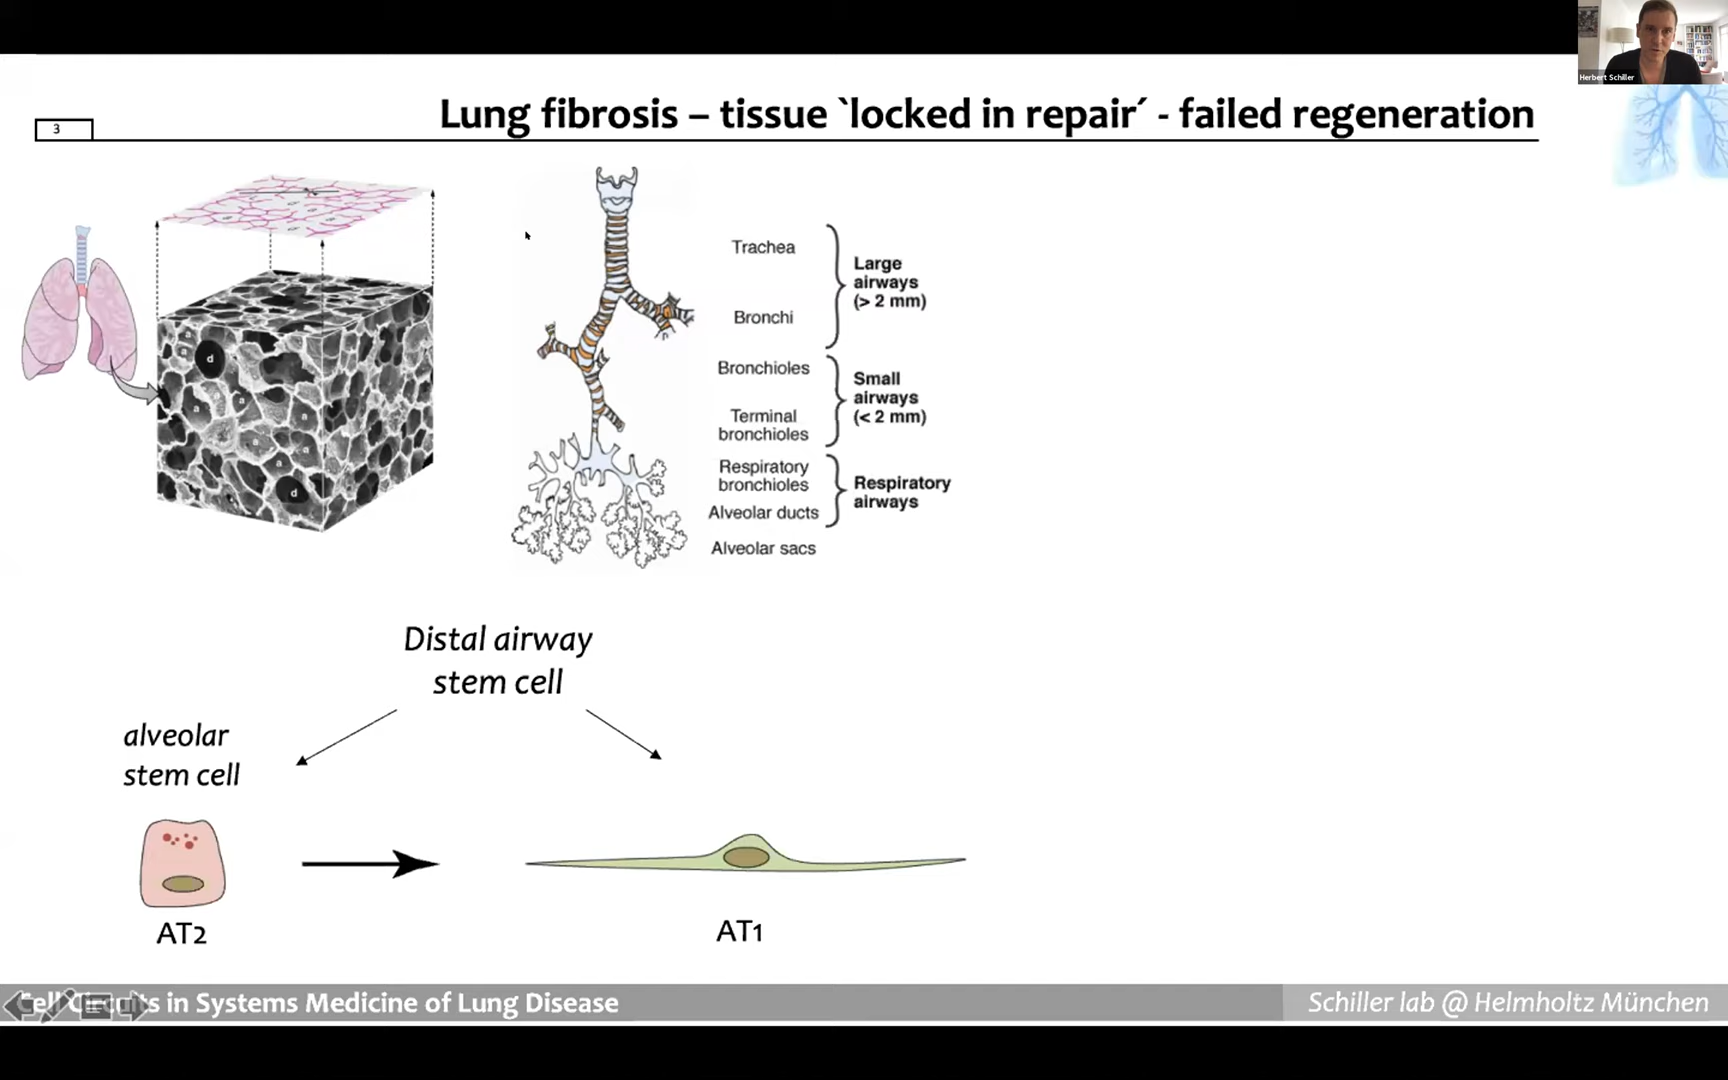 Herbert Schiller
3
Lung fibrosis – tissue `locked in repair´ - failed regeneration
d
a
a
a
a
a
a
a
d
Trachea
Bronchi
Bronchioles
Terminal
bronchioles
Respiratory
bronchioles
Alveolar ducts
Alveolar sacs
Large
airways
(> 2 mm)
Small
airways
(< 2 mm)
Respiratory
airways
Distal airway
stem cell
alveolar
stem cell
AT2
AT1
Cell Circuits in Systems Medicine of Lung Disease
Schiller lab @ Helmholtz München